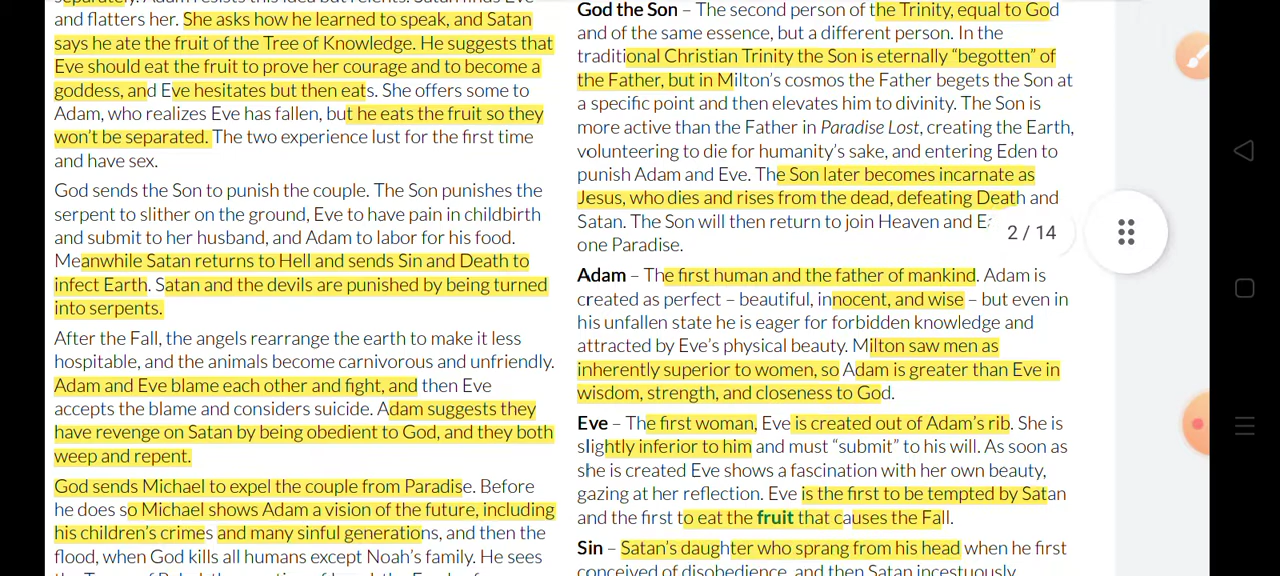 separately. Adam resists this idea but relents. Satan finds Eve
and flatters her. She asks how he learned to speak, and Satan
says he ate the fruit of the Tree of Knowledge. He suggests that
Eve should eat the fruit to prove her courage and to become a
goddess, and Eve hesitates but then eats. She offers some to
Adam, who realizes Eve has fallen, but he eats the fruit so they
won't be separated. The two experience lust for the first time
and have sex.
God sends the Son to punish the couple. The Son punishes the
serpent to slither on the ground, Eve to have pain in childbirth
and submit to her husband, and Adam to labor for his food.
Meanwhile Satan returns to Hell and sends Sin and Death to
infect Earth. Satan and the devils are punished by being turned
into serpents.
After the Fall, the angels rearrange the earth to make it less
hospitable, and the animals become carnivorous and unfriendly.
Adam and Eve blame each other and fight, and then Eve
accepts the blame and considers suicide. Adam suggests they
have revenge on Satan by being obedient to God, and they both
weep and repent.
God sends Michael to expel the couple from Paradise. Before
he does so Michael shows Adam a vision of the future, including
his children's crimes and many sinful generations, and then the
flood, when God kills all humans except Noah's family. He sees
God the Son – The second person of the Trinity, equal to God
and of the same essence, but a different person. In the
traditional Christian Trinity the Son is eternally “begotten” of
the Father, but in Milton's cosmos the Father begets the Son at
a specific point and then elevates him to divinity. The Son is
more active than the Father in Paradise Lost, creating the Earth,
volunteering to die for humanity's sake, and entering Eden to
punish Adam and Eve. The Son later becomes incarnate as
Jesus, who dies and rises from the dead, defeating Death and
Satan. The Son will then return to join Heaven and
one Paradise.
Adam – The first human and the father of mankind. Adam is
created as perfect – beautiful, innocent, and wise – but even in
his unfallen state he is eager for forbidden knowledge and
attracted by Eve's physical beauty. Milton saw men as
inherently superior to women, so Adam is greater than Eve in
wisdom, strength, and closeness to God.
Eve – The first woman, Eve is created out of Adam's rib. She is
slightly inferior to him and must “submit” to his will. As soon as
she is created Eve shows a fascination with her own beauty,
gazing at her reflection. Eve is the first to be tempted by Satan
and the first to eat the fruit that causes the Fall.
Sin – Satan's daughter who sprang from his head when he first
conceived of disobedience, and then Satan incestuously
2 / 14